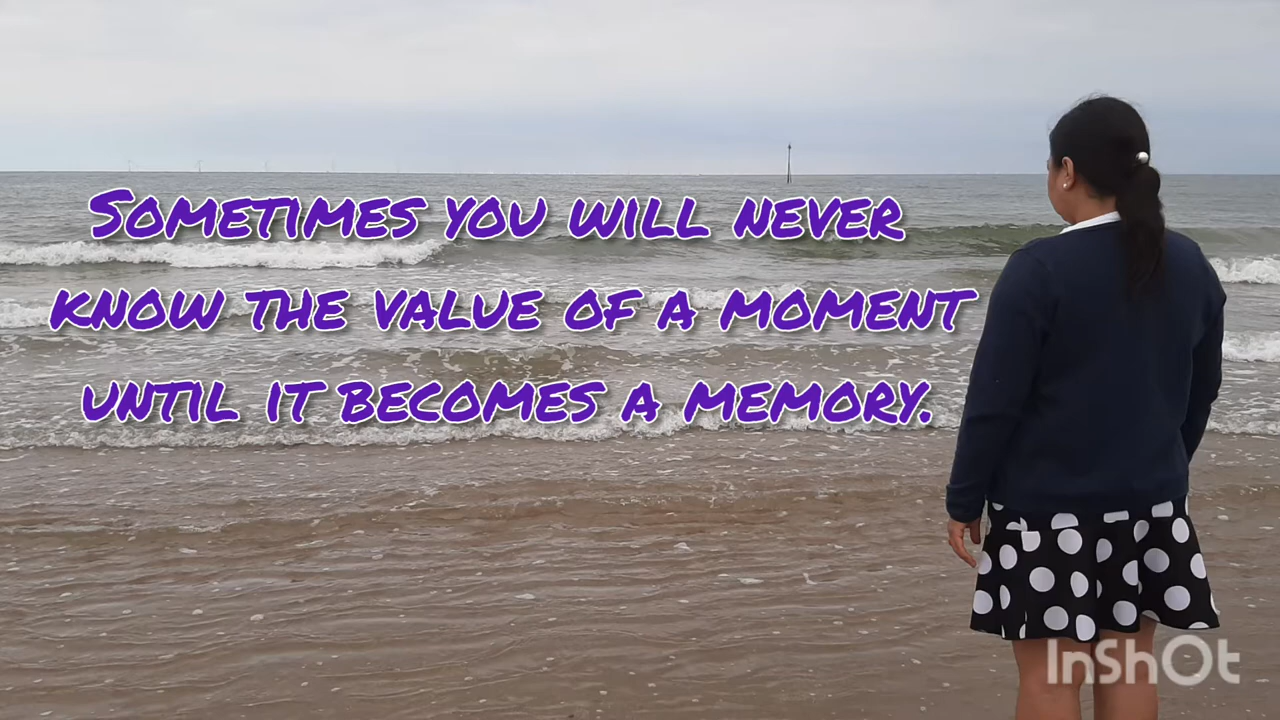 Sometimes you will never
know the value of a moment
until it becomes a memory.
InShOt